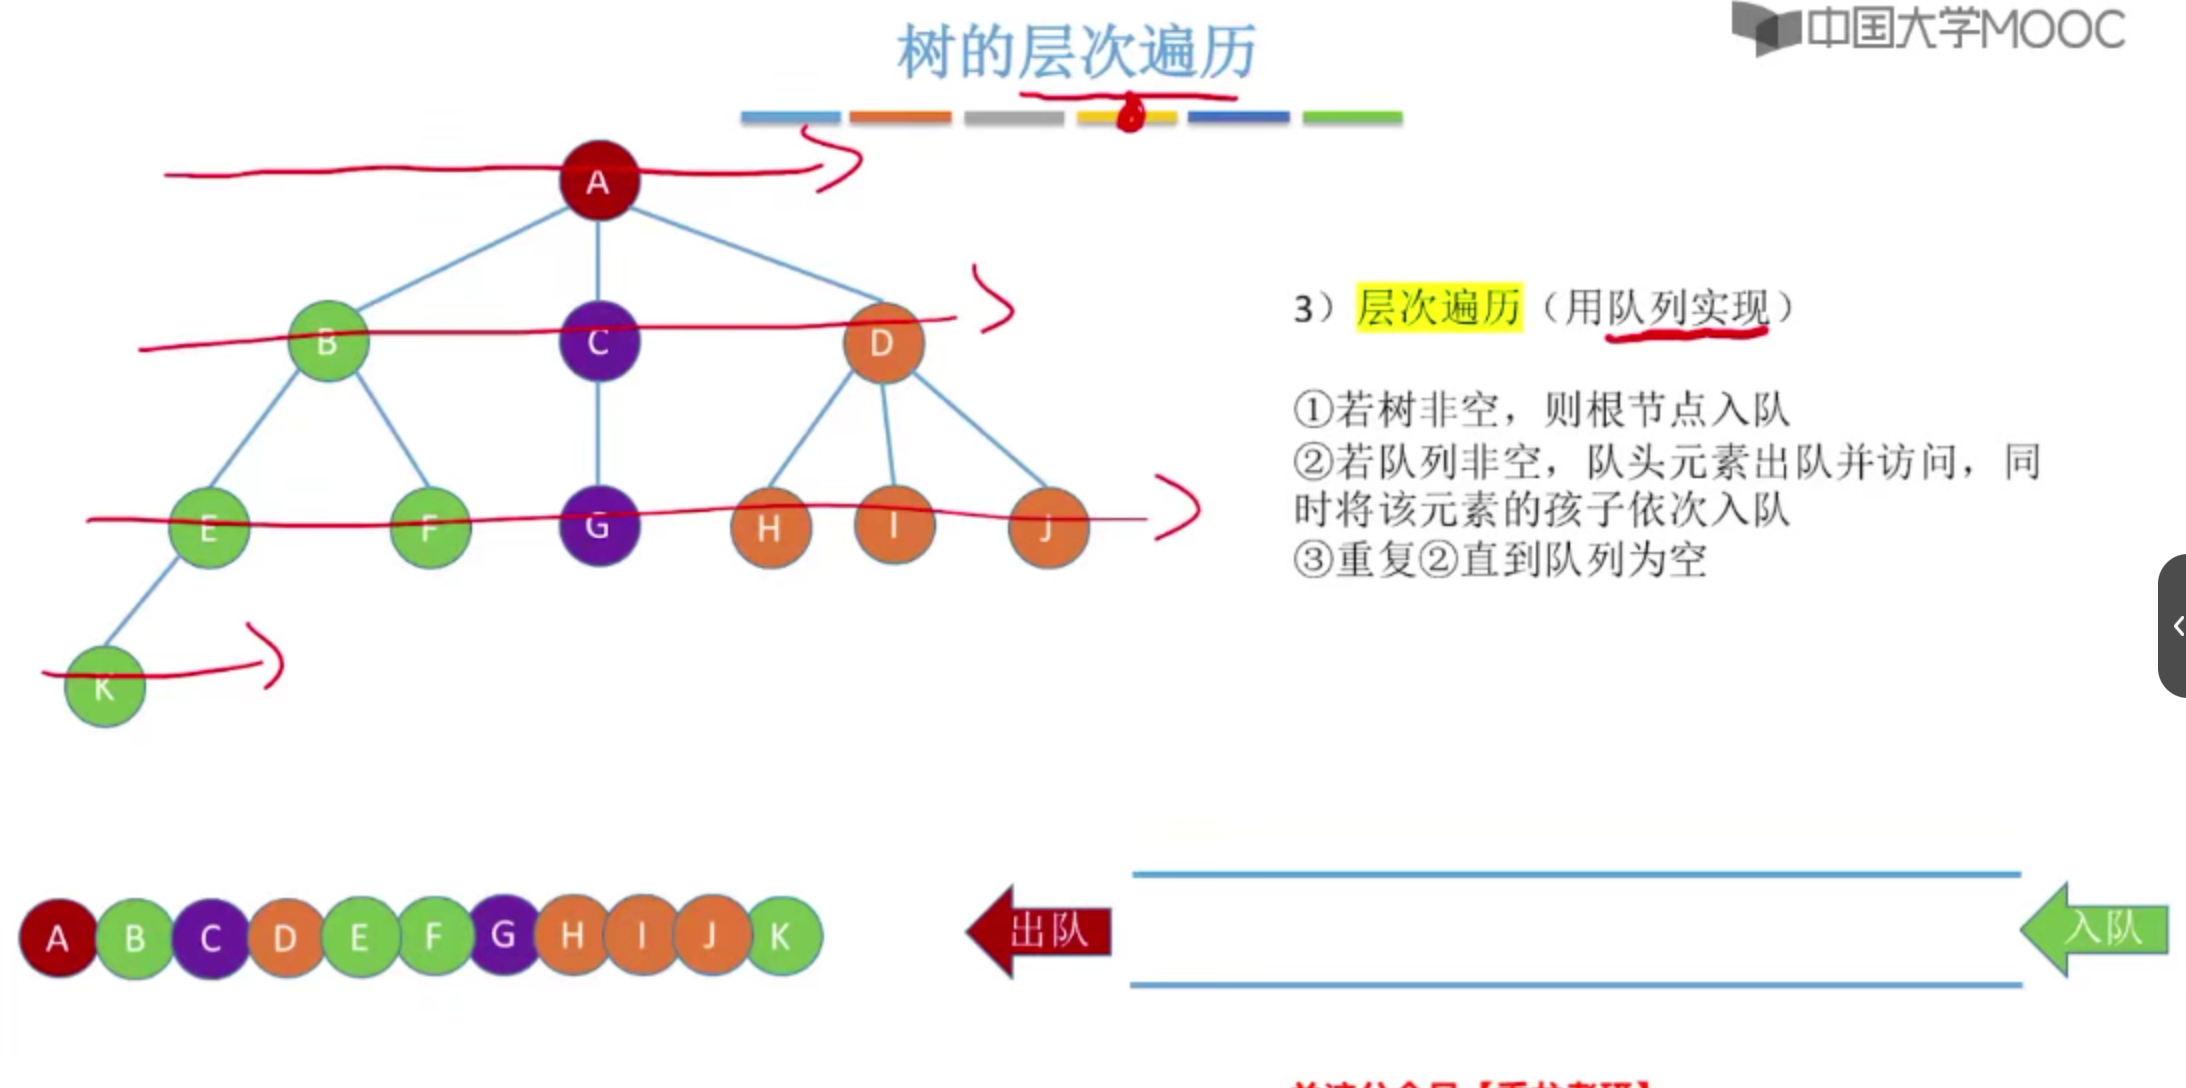 树的层次遍历
中国大学MOOC
A
B C D
E F G H I J
K
3）层次遍历（用队列实现）
①若树非空，则根节点入队
②若队列非空，队头元素出队并访问，同
时将该元素的孩子依次入队
③重复②直到队列为空
A B C D E F G H I J K
出队
入队